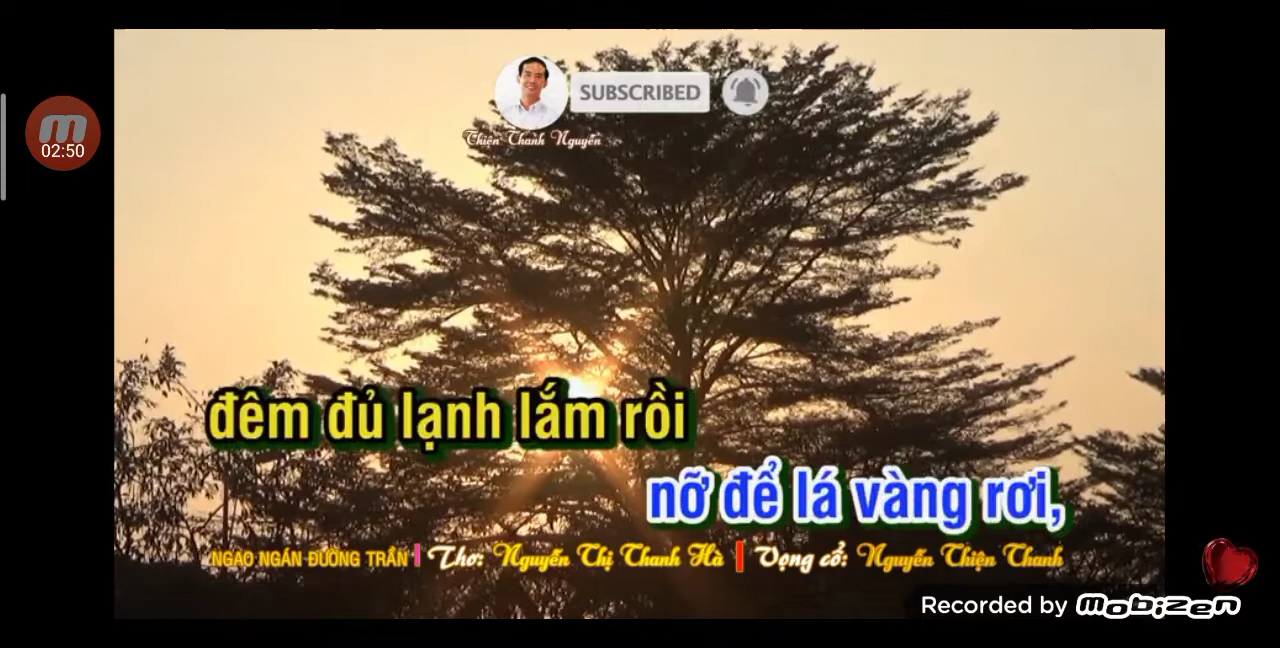 SUBSCRIBED
Thiện Thanh Nguyễn
m
02:50
đêm đủ lạnh lắm rồi
nỡ để lá vàng rơi,
NGAO NGÁN ĐƯỜNG TRẦN | Thơ: Nguyễn Thị Thanh Hà | Vọng cổ: Nguyễn Thiện Thanh
Recorded by mobizen